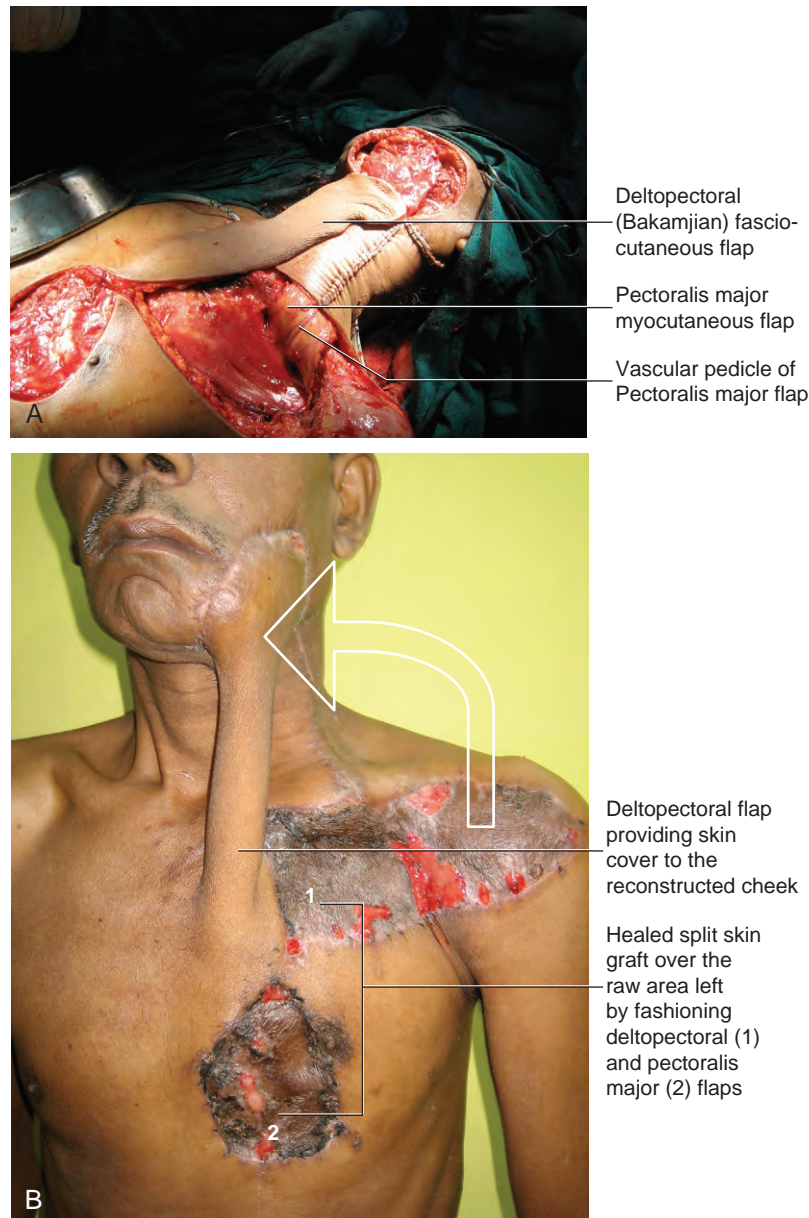 Deltopectoral
(Bakamjian) fascio-
cutaneous flap
Pectoralis major
myocutaneous flap
Vascular pedicle of
Pectoralis major flap
A
Deltopectoral flap
providing skin
cover to the
reconstructed cheek
1
Healed split skin
graft over the
raw area left
by fashioning
deltopectoral (1)
and pectoralis
major (2) flaps
2
B